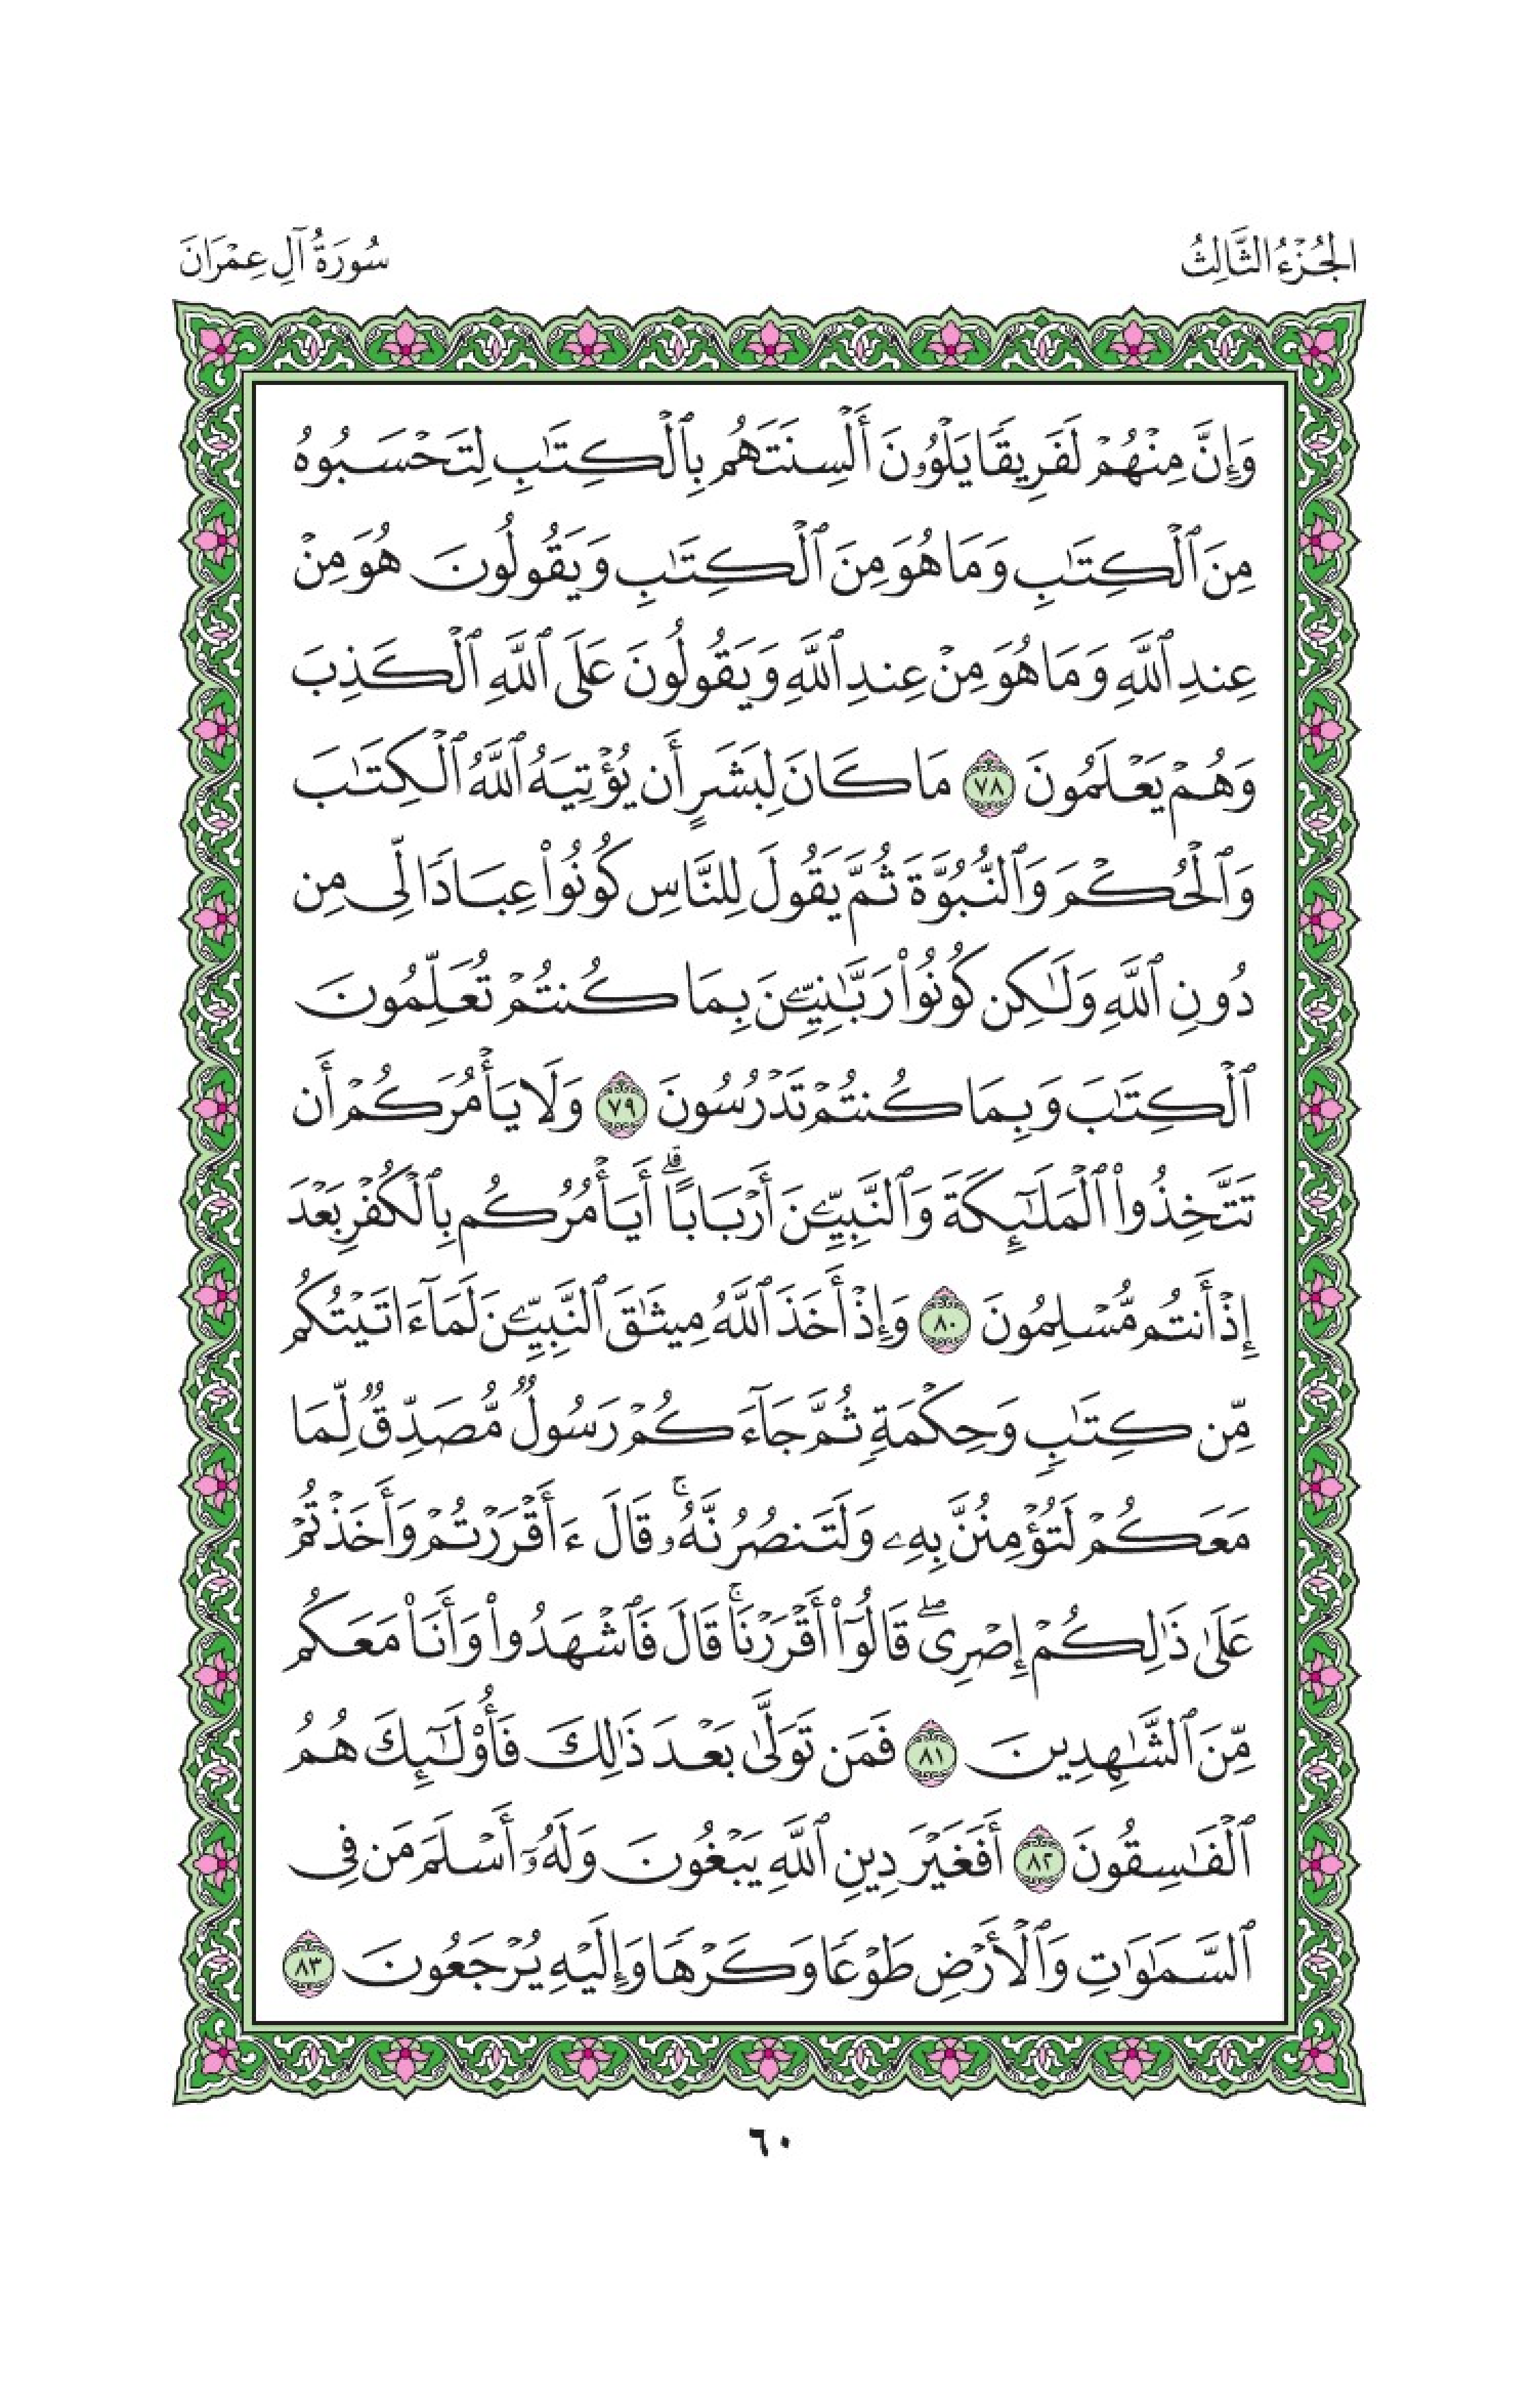 الجُزْءُ الثَّالِثُ
سُورَةُ آلِ عِمْرَانَ
وَإِنَّ مِنْهُمْ لَفَرِيقًا يَلْوُۥنَ أَلْسِنَتَهُم بِٱلْكِتَٰبِ لِتَحْسَبُوهُ
مِنَ ٱلْكِتَٰبِ وَمَا هُوَ مِنَ ٱلْكِتَٰبِ وَيَقُولُونَ هُوَ مِنْ
عِندِ ٱللَّهِ وَمَا هُوَ مِنْ عِندِ ٱللَّهِ وَيَقُولُونَ عَلَى ٱللَّهِ ٱلْكَذِبَ
وَهُمْ يَعْلَمُونَ ٧٨ مَا كَانَ لِبَشَرٍ أَن يُؤْتِيَهُ ٱللَّهُ ٱلْكِتَٰبَ
وَٱلْحُكْمَ وَٱلنُّبُوَّةَ ثُمَّ يَقُولَ لِلنَّاسِ كُونُوا۟ عِبَادًا لِّى مِن
دُونِ ٱللَّهِ وَلَٰكِن كُونُوا۟ رَبَّٰنِيِّۦنَ بِمَا كُنتُمْ تُعَلِّمُونَ
ٱلْكِتَٰبَ وَبِمَا كُنتُمْ تَدْرُسُونَ ٧٩ وَلَا يَأْمُرَكُمْ أَن
تَتَّخِذُوا۟ ٱلْمَلَٰٓئِكَةَ وَٱلنَّبِيِّۦنَ أَرْبَابًا ۗ أَيَأْمُرُكُم بِٱلْكُفْرِ بَعْدَ
إِذْ أَنتُم مُّسْلِمُونَ ٨٠ وَإِذْ أَخَذَ ٱللَّهُ مِيثَٰقَ ٱلنَّبِيِّۦنَ لَمَآ ءَاتَيْتُكُم
مِّن كِتَٰبٍ وَحِكْمَةٍ ثُمَّ جَآءَكُمْ رَسُولٌ مُّصَدِّقٌ لِّمَا
مَعَكُمْ لَتُؤْمِنُنَّ بِهِۦ وَلَتَنصُرُنَّهُۥ ۚ قَالَ ءَأَقْرَرْتُمْ وَأَخَذْتُمْ
عَلَىٰ ذَٰلِكُمْ إِصْرِى ۖ قَالُوٓا۟ أَقْرَرْنَا ۚ قَالَ فَٱشْهَدُوا۟ وَأَنَا۠ مَعَكُم
مِّنَ ٱلشَّٰهِدِينَ ٨١ فَمَن تَوَلَّىٰ بَعْدَ ذَٰلِكَ فَأُو۟لَٰٓئِكَ هُمُ
ٱلْفَٰسِقُونَ ٨٢ أَفَغَيْرَ دِينِ ٱللَّهِ يَبْغُونَ وَلَهُۥٓ أَسْلَمَ مَن فِى
ٱلسَّمَٰوَٰتِ وَٱلْأَرْضِ طَوْعًا وَكَرْهًا وَإِلَيْهِ يُرْجَعُونَ ٨٣
٦٠